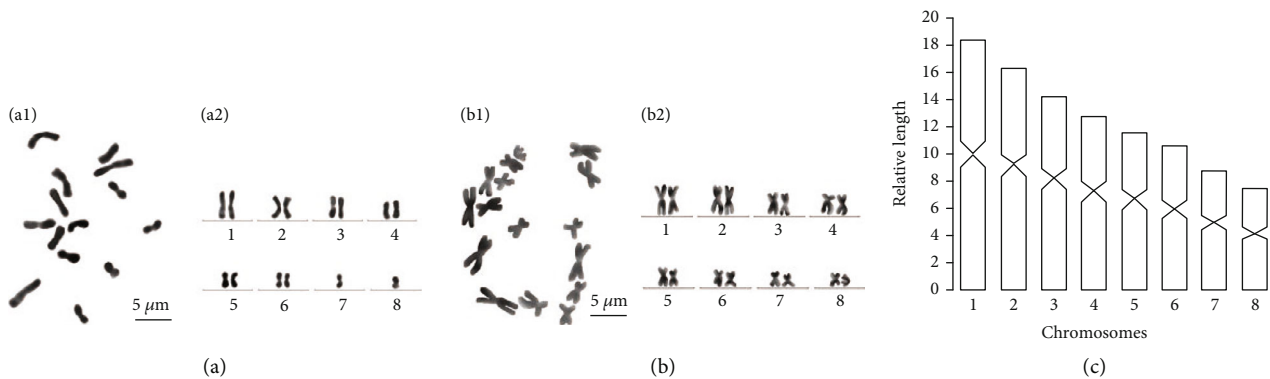 (a1)
(a2)
1 2 3 4
5 6 7 8
5 μm
(a)
(b1)
(b2)
1 2 3 4
5 6 7 8
5 μm
(b)
20
18
16
14
12
10
8
6
4
2
0
Relative length
1 2 3 4 5 6 7 8
Chromosomes
(c)